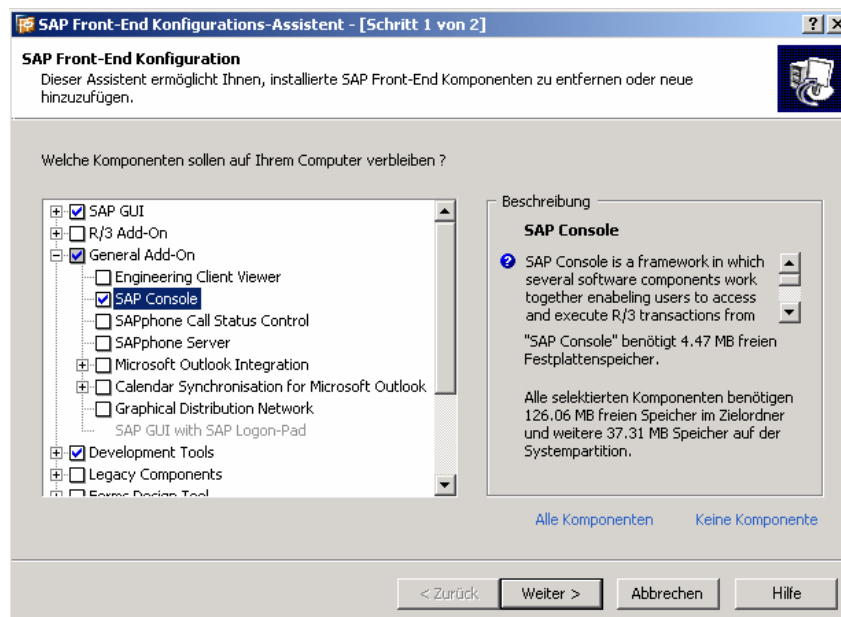 SAP Front-End Konfigurations-Assistent - [Schritt 1 von 2]
SAP Front-End Konfiguration
Dieser Assistent ermöglicht Ihnen, installierte SAP Front-End Komponenten zu entfernen oder neue
hinzuzufügen.
Welche Komponenten sollen auf Ihrem Computer verbleiben ?
SAP GUI
R/3 Add-On
General Add-On
Engineering Client Viewer
SAP Console
SAPphone Call Status Control
SAPphone Server
Microsoft Outlook Integration
Calendar Synchronisation for Microsoft Outlook
Graphical Distribution Network
SAP GUI with SAP Logon-Pad
Development Tools
Legacy Components
Forms Design Tool
Beschreibung
SAP Console
SAP Console is a framework in which
several software components work
together enabeling users to access
and execute R/3 transactions from
"SAP Console" benötigt 4.47 MB freien
Festplattenspeicher.
Alle selektierten Komponenten benötigen
126.06 MB freien Speicher im Zielordner
und weitere 37.31 MB Speicher auf der
Systempartition.
Alle Komponenten Keine Komponente
< Zurück Weiter > Abbrechen Hilfe